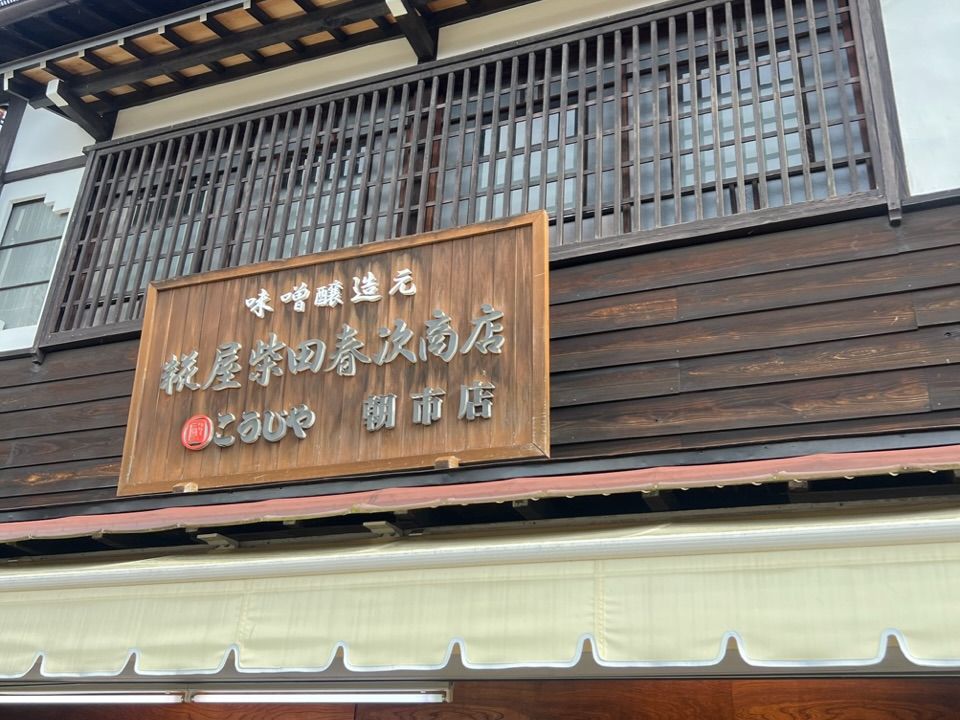 味噌醸造元
糀屋柴田春次商店
こうじや 朝市店